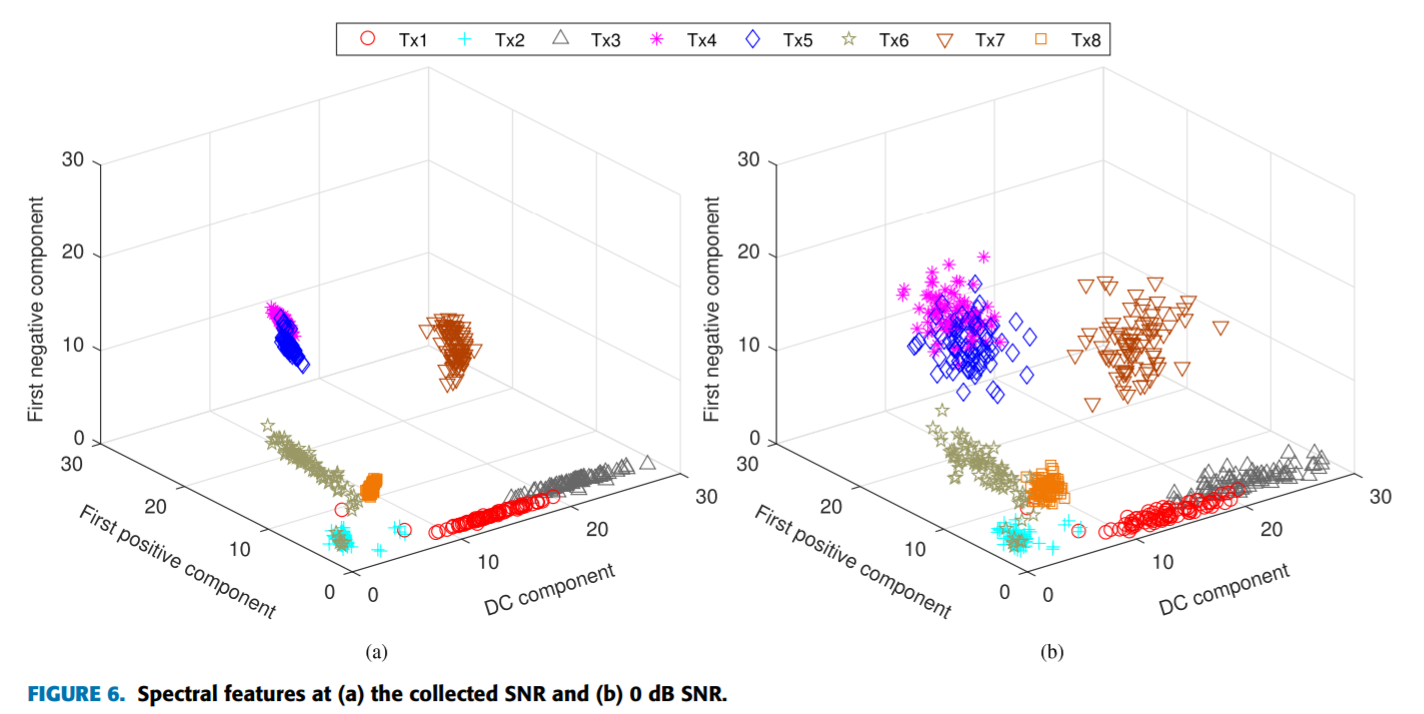 Tx1 Tx2 Tx3 Tx4 Tx5 Tx6 Tx7 Tx8
30
20
10
0
First negative component
30
20
10
0
First positive component
0
10
20
30
DC component
(a)
30
20
10
0
First negative component
30
20
10
0
First positive component
0
10
20
30
DC component
(b)
FIGURE 6. Spectral features at (a) the collected SNR and (b) 0 dB SNR.